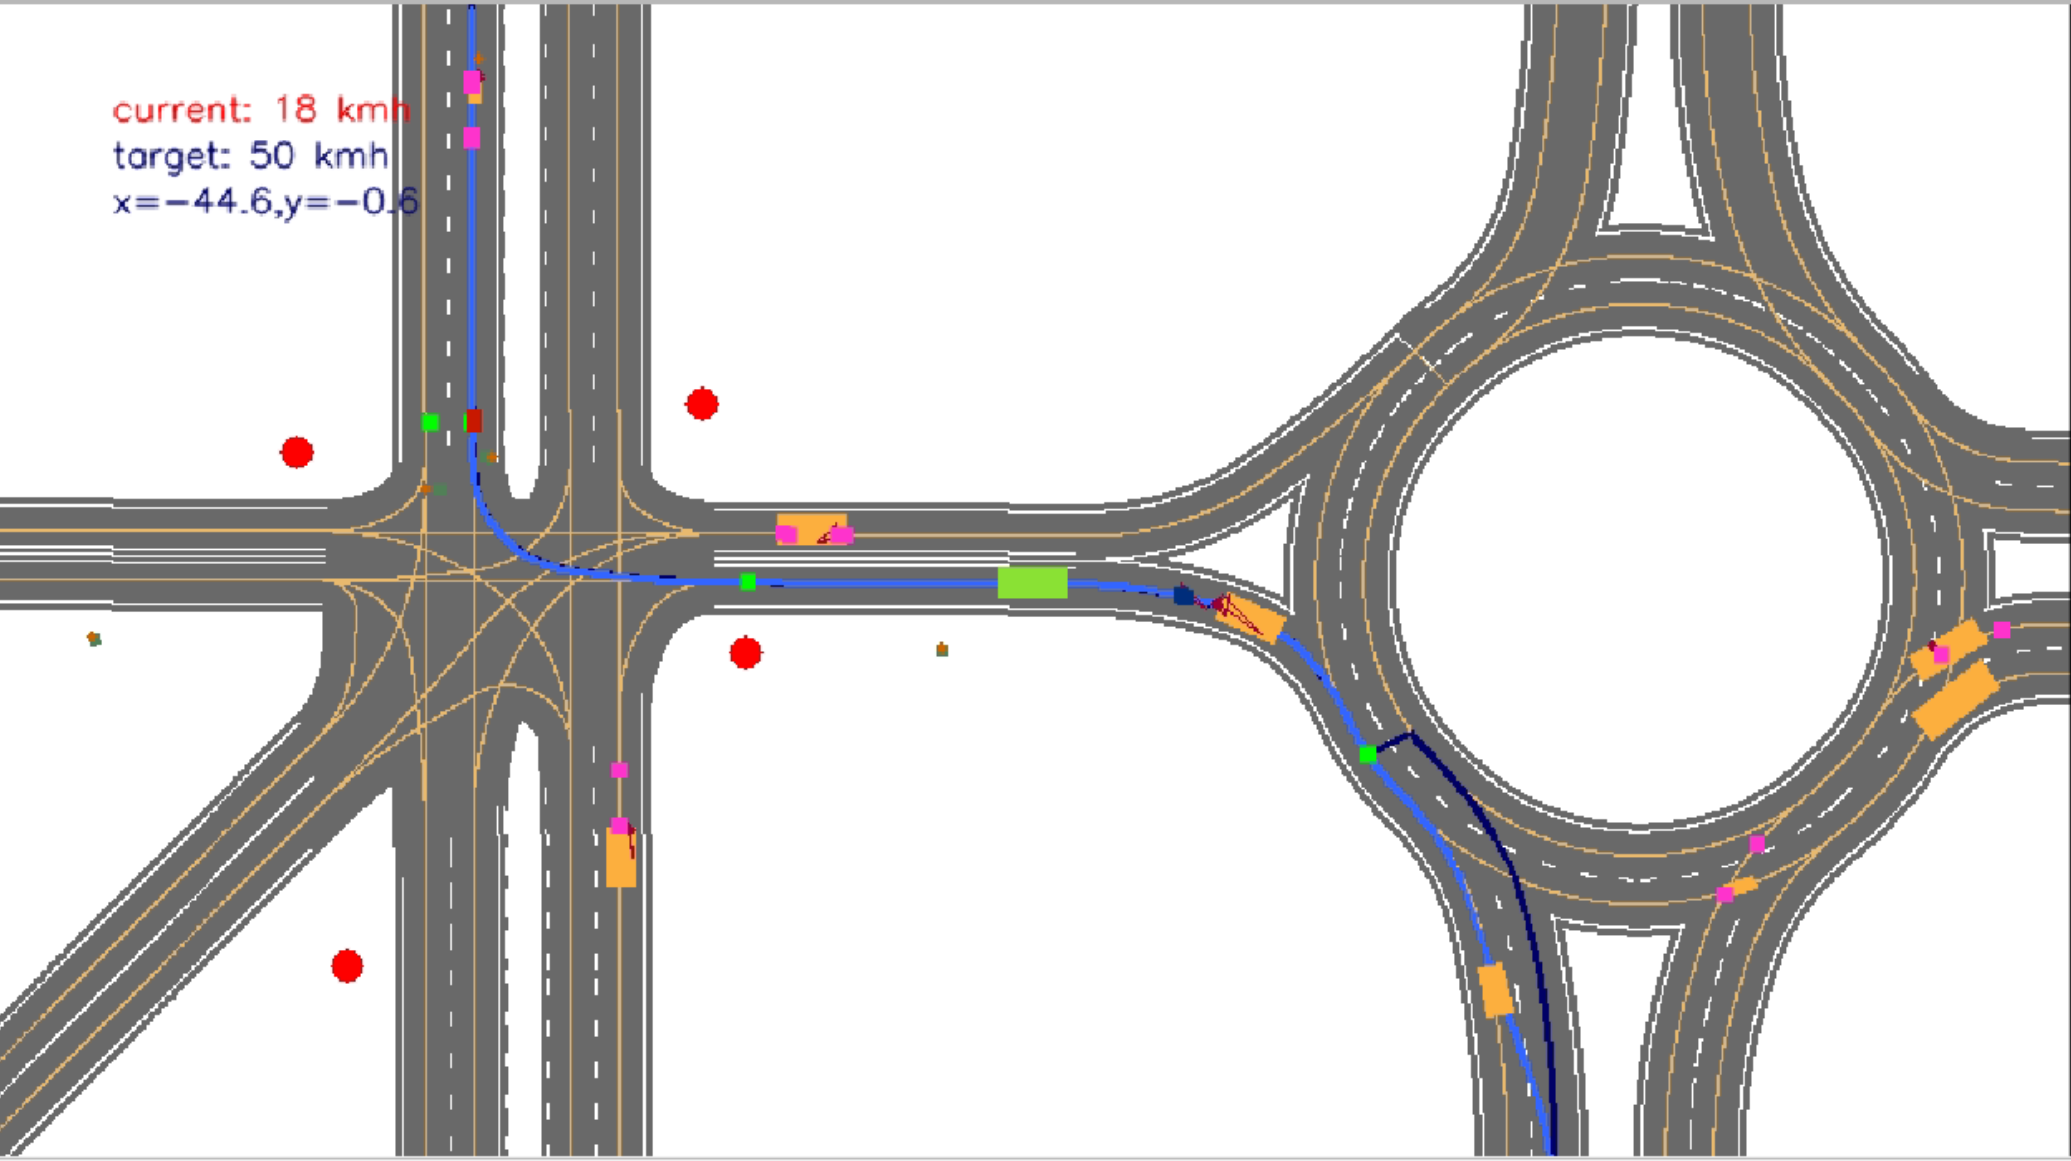 current: 18 kmh
target: 50 kmh
x=-44.6,y=-0.6